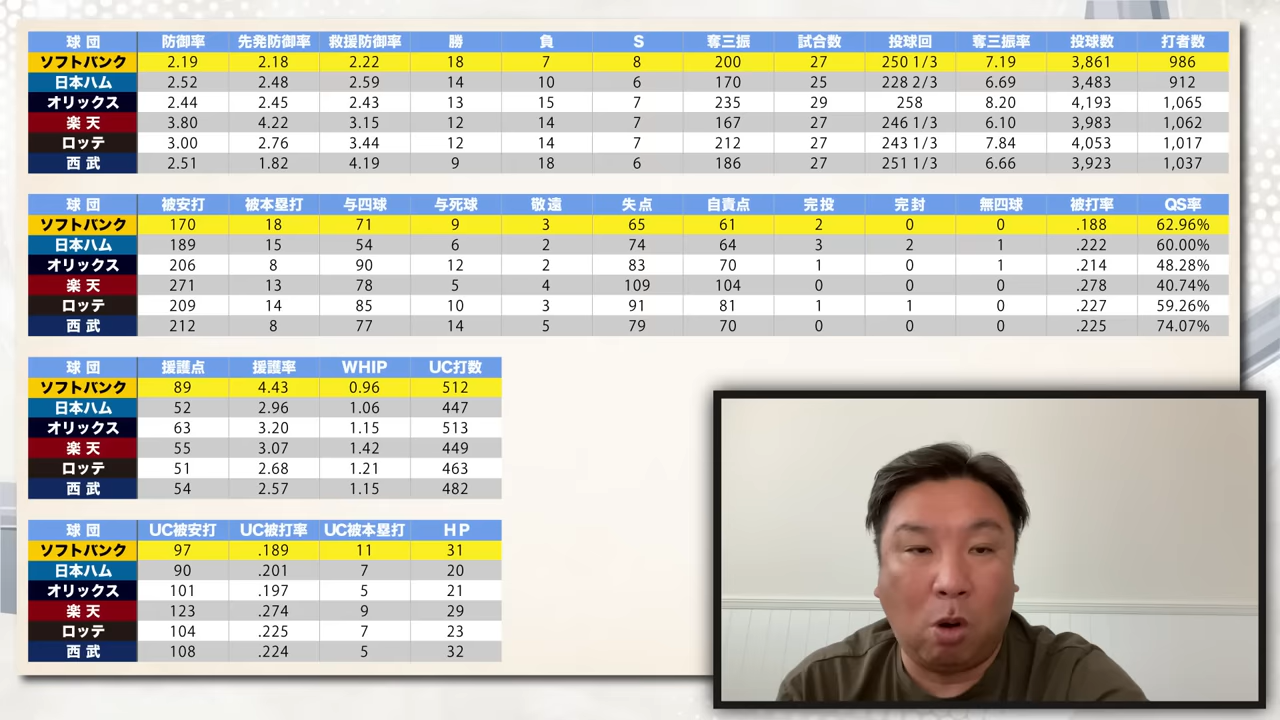 球団 防御率 先発防御率 救援防御率 勝 負 S 奪三振 試合数 投球回 奪三振率 投球数 打者数
ソフトバンク 2.19 2.18 2.22 18 7 8 200 27 250 1/3 7.19 3,861 986
日本ハム 2.52 2.48 2.59 14 10 6 170 25 228 2/3 6.69 3,483 912
オリックス 2.44 2.45 2.43 13 15 7 235 29 258 8.20 4,193 1,065
楽天 3.80 4.22 3.15 12 14 7 167 27 246 1/3 6.10 3,983 1,062
ロッテ 3.00 2.76 3.44 12 14 7 212 27 243 1/3 7.84 4,053 1,017
西武 2.51 1.82 4.19 9 18 6 186 27 251 1/3 6.66 3,923 1,037
球団 被安打 被本塁打 与四球 与死球 敬遠 失点 自責点 完投 完封 無四球 被打率 QS率
ソフトバンク 170 18 71 9 3 65 61 2 0 0 .188 62.96%
日本ハム 189 15 54 6 2 74 64 3 2 1 .222 60.00%
オリックス 206 8 90 12 2 83 70 1 0 1 .214 48.28%
楽天 271 13 78 5 4 109 104 0 0 0 .278 40.74%
ロッテ 209 14 85 10 3 91 81 1 1 0 .227 59.26%
西武 212 8 77 14 5 79 70 0 0 0 .225 74.07%
球団 援護点 援護率 WHIP UC打数
ソフトバンク 89 4.43 0.96 512
日本ハム 52 2.96 1.06 447
オリックス 63 3.20 1.15 513
楽天 55 3.07 1.42 449
ロッテ 51 2.68 1.21 463
西武 54 2.57 1.15 482
球団 UC被安打 UC被打率 UC被本塁打 HP
ソフトバンク 97 .189 11 31
日本ハム 90 .201 7 20
オリックス 101 .197 5 21
楽天 123 .274 9 29
ロッテ 104 .225 7 23
西武 108 .224 5 32